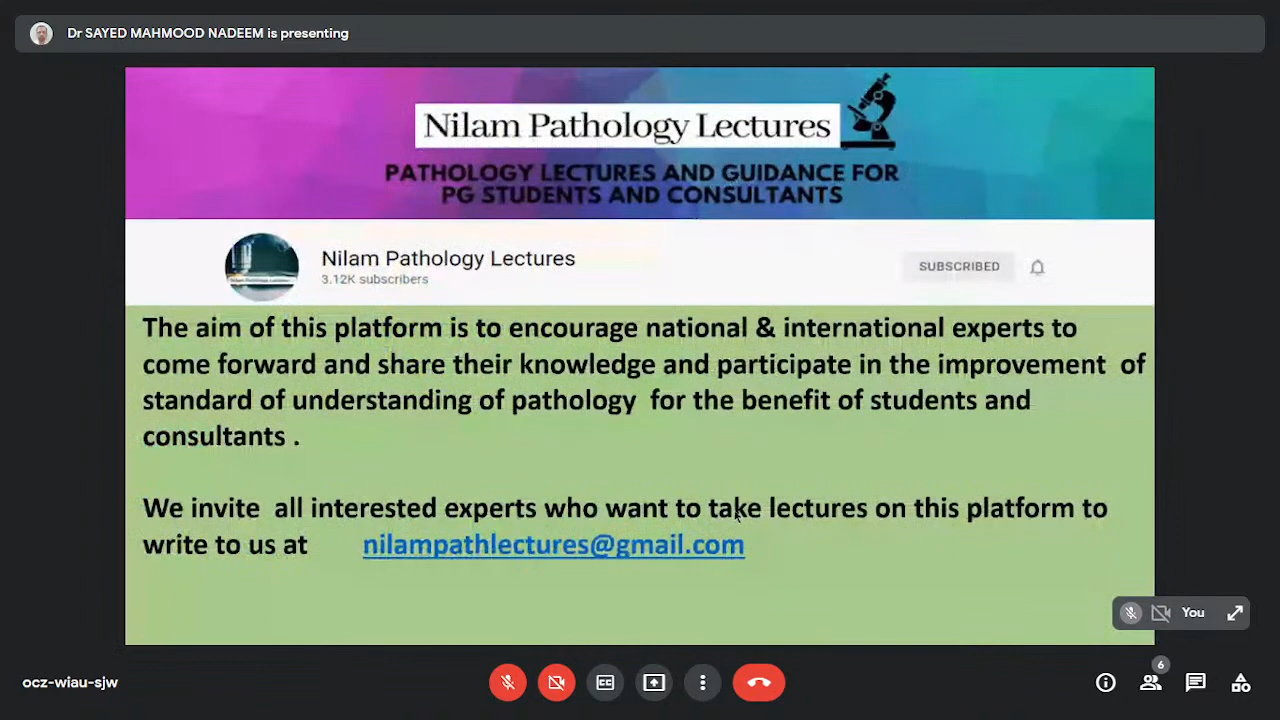 Dr SAYED MAHMOOD NADEEM is presenting
Nilam Pathology Lectures
PATHOLOGY LECTURES AND GUIDANCE FOR
PG STUDENTS AND CONSULTANTS
Nilam Pathology Lectures
3.12K subscribers
SUBSCRIBED
The aim of this platform is to encourage national & international experts to
come forward and share their knowledge and participate in the improvement of
standard of understanding of pathology for the benefit of students and
consultants .
We invite all interested experts who want to take lectures on this platform to
write to us at nilampathlectures@gmail.com
You
ocz-wiau-sjw
CC
6